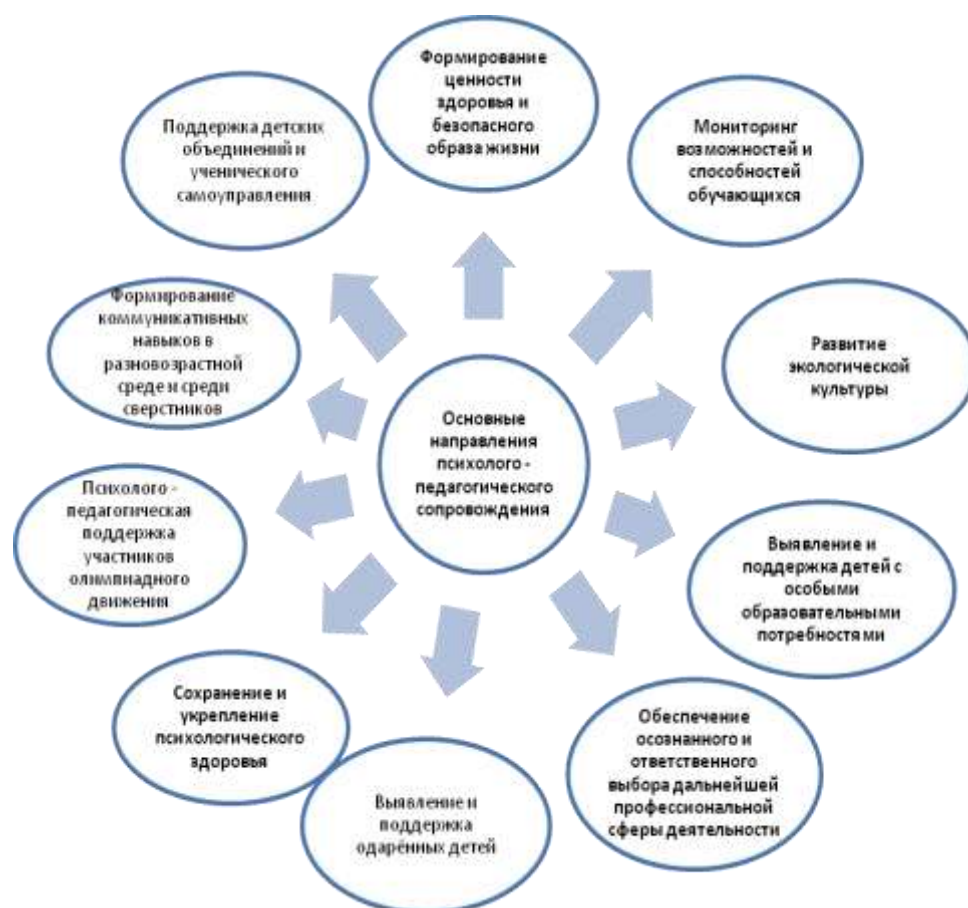 Формирование
ценности
здоровья и
безопасного
образа жизни
Мониторинг
возможностей и
способностей
обучающихся
Развитие
экологической
культуры
Выявление и
поддержка детей с
особыми
образовательными
потребностями
Обеспечение
осознанного и
ответственного
выбора дальнейшей
профессиональной
сферы деятельности
Выявление и
поддержка
одарённых детей
Сохранение и
укрепление
психологического
здоровья
Психолого -
педагогическая
поддержка
участников
олимпиадного
движения
Формирование
коммуникативных
навыков в
разновозрастной
среде и среди
сверстников
Поддержка детских
объединений и
ученического
самоуправления
Основные
направления
психолого -
педагогического
сопровождения